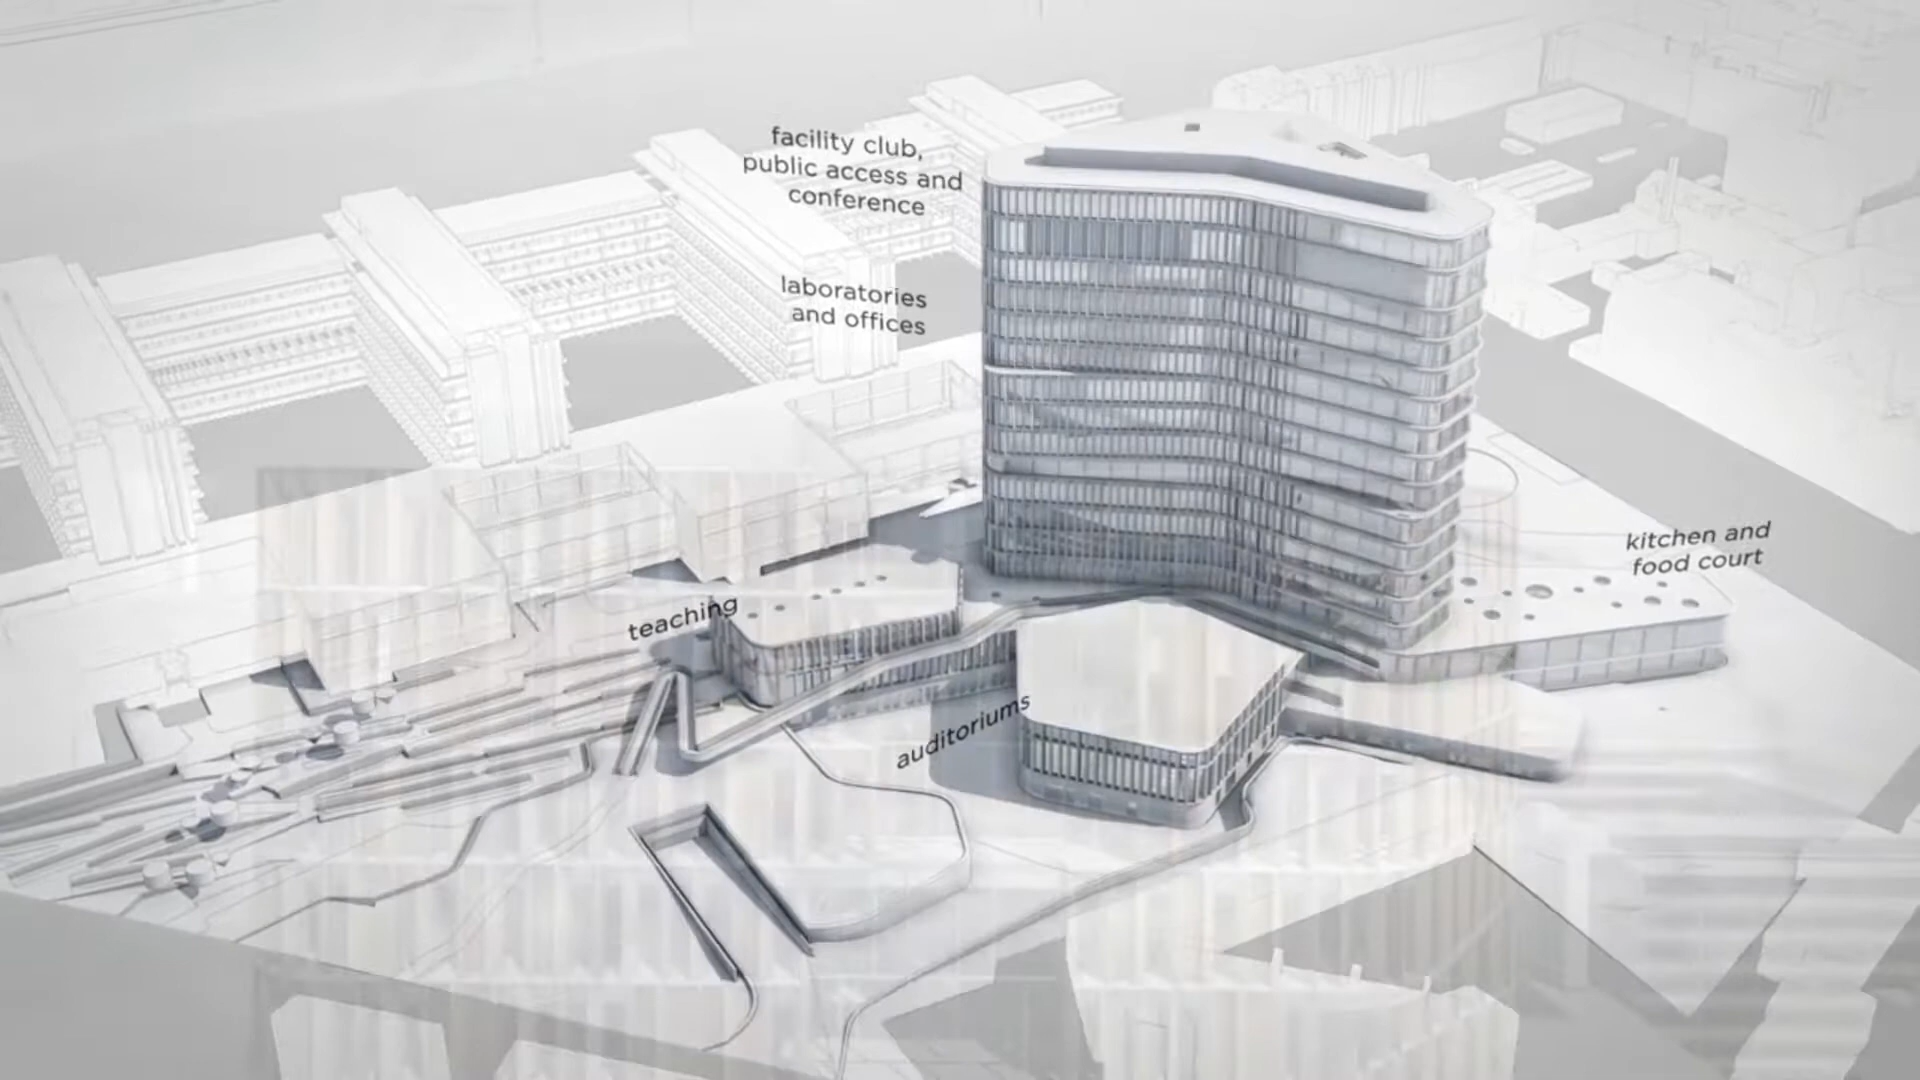 facility club,
public access and
conference
laboratories
and offices
kitchen and
food court
teaching
auditoriums